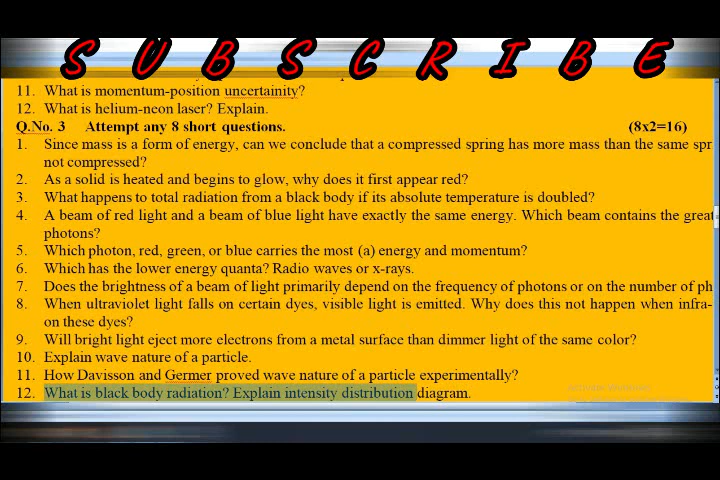 SUBSCRIBE
11. What is momentum-position uncertainity?
12. What is helium-neon laser? Explain.
Q.No. 3 Attempt any 8 short questions. (8x2=16)
1. Since mass is a form of energy, can we conclude that a compressed spring has more mass than the same spr
not compressed?
2. As a solid is heated and begins to glow, why does it first appear red?
3. What happens to total radiation from a black body if its absolute temperature is doubled?
4. A beam of red light and a beam of blue light have exactly the same energy. Which beam contains the great
photons?
5. Which photon, red, green, or blue carries the most (a) energy and momentum?
6. Which has the lower energy quanta? Radio waves or x-rays.
7. Does the brightness of a beam of light primarily depend on the frequency of photons or on the number of ph
8. When ultraviolet light falls on certain dyes, visible light is emitted. Why does this not happen when infra-
on these dyes?
9. Will bright light eject more electrons from a metal surface than dimmer light of the same color?
10. Explain wave nature of a particle.
11. How Davisson and Germer proved wave nature of a particle experimentally?
Activate Windows
12. What is black body radiation? Explain intensity distribution diagram.